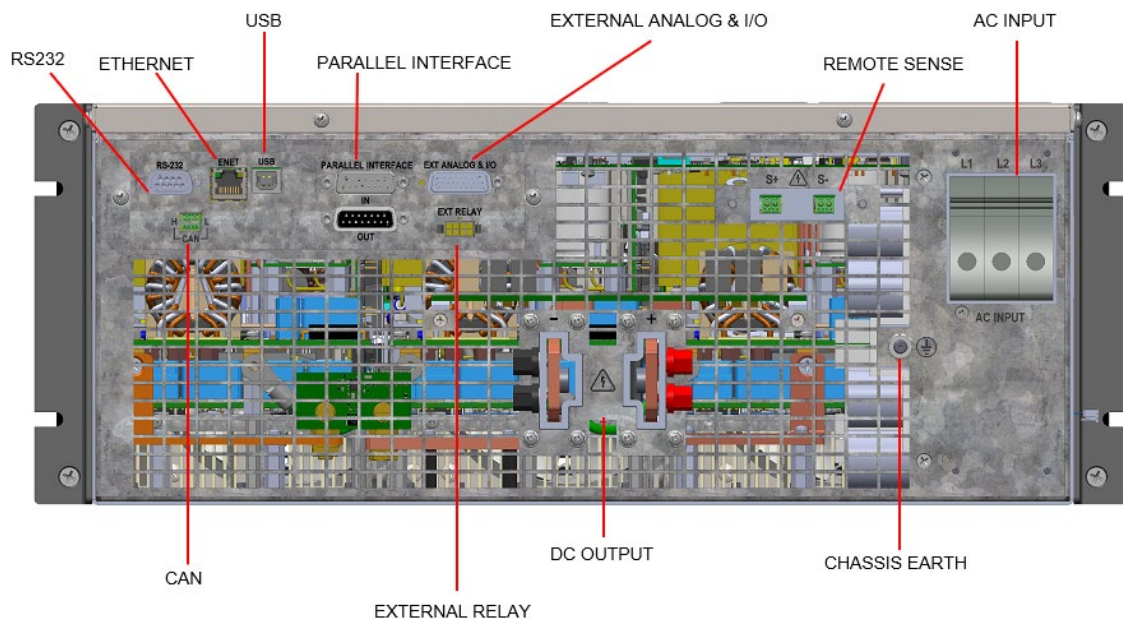 USB
EXTERNAL ANALOG & I/O
AC INPUT
RS232
ETHERNET
PARALLEL INTERFACE
REMOTE SENSE
RS-232
ENET
USB
PARALLEL INTERFACE
EXT ANALOG & I/O
L1 L2 L3
S+ S-
IN
EXT RELAY
H L
CAN
OUT
AC INPUT
- +
DC OUTPUT
CHASSIS EARTH
CAN
EXTERNAL RELAY